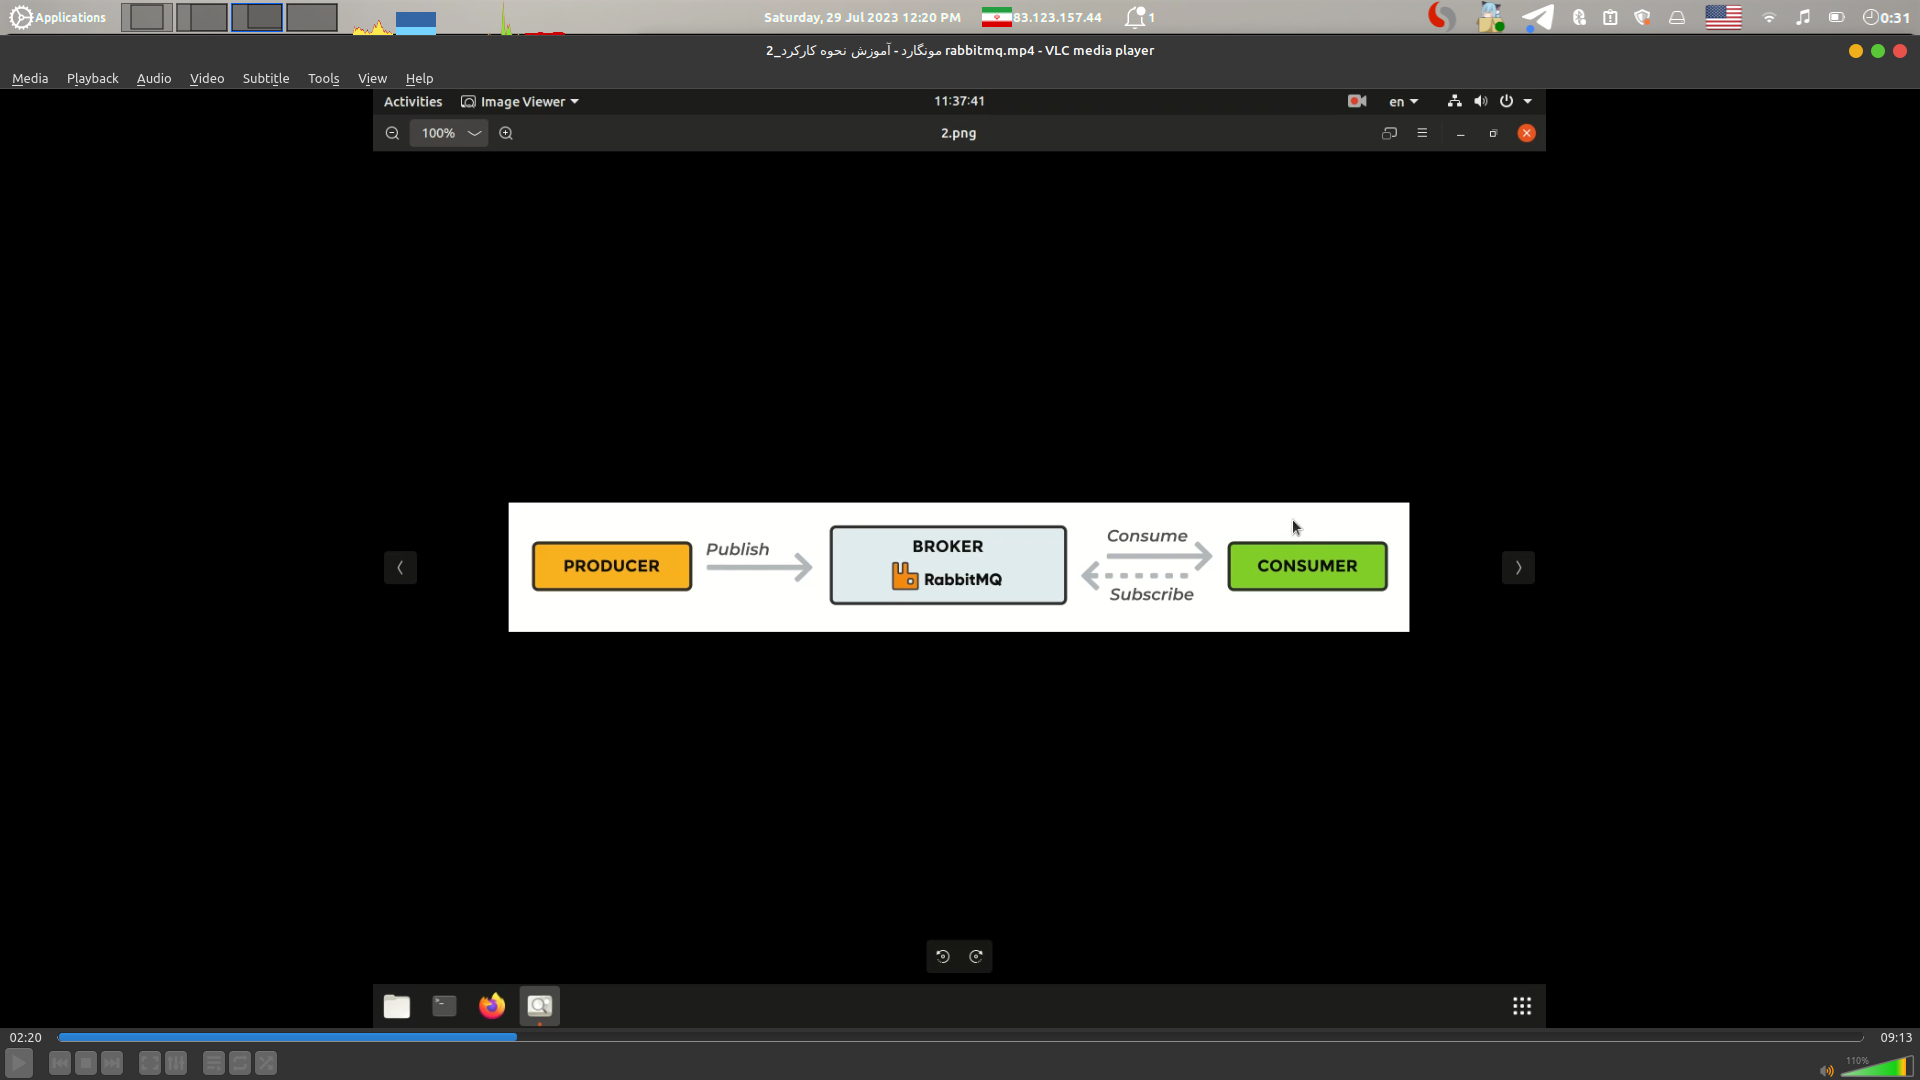 Applications
Saturday, 29 Jul 2023 12:20 PM
83.123.157.44
1
0:31
2_مونگارد - آموزش نحوه کارکرد rabbitmq.mp4 - VLC media player
Media Playback Audio Video Subtitle Tools View Help
Activities Image Viewer 11:37:41 en
100% 2.png
PRODUCER
Publish
BROKER
RabbitMQ
Consume
Subscribe
CONSUMER
02:20 09:13
110%